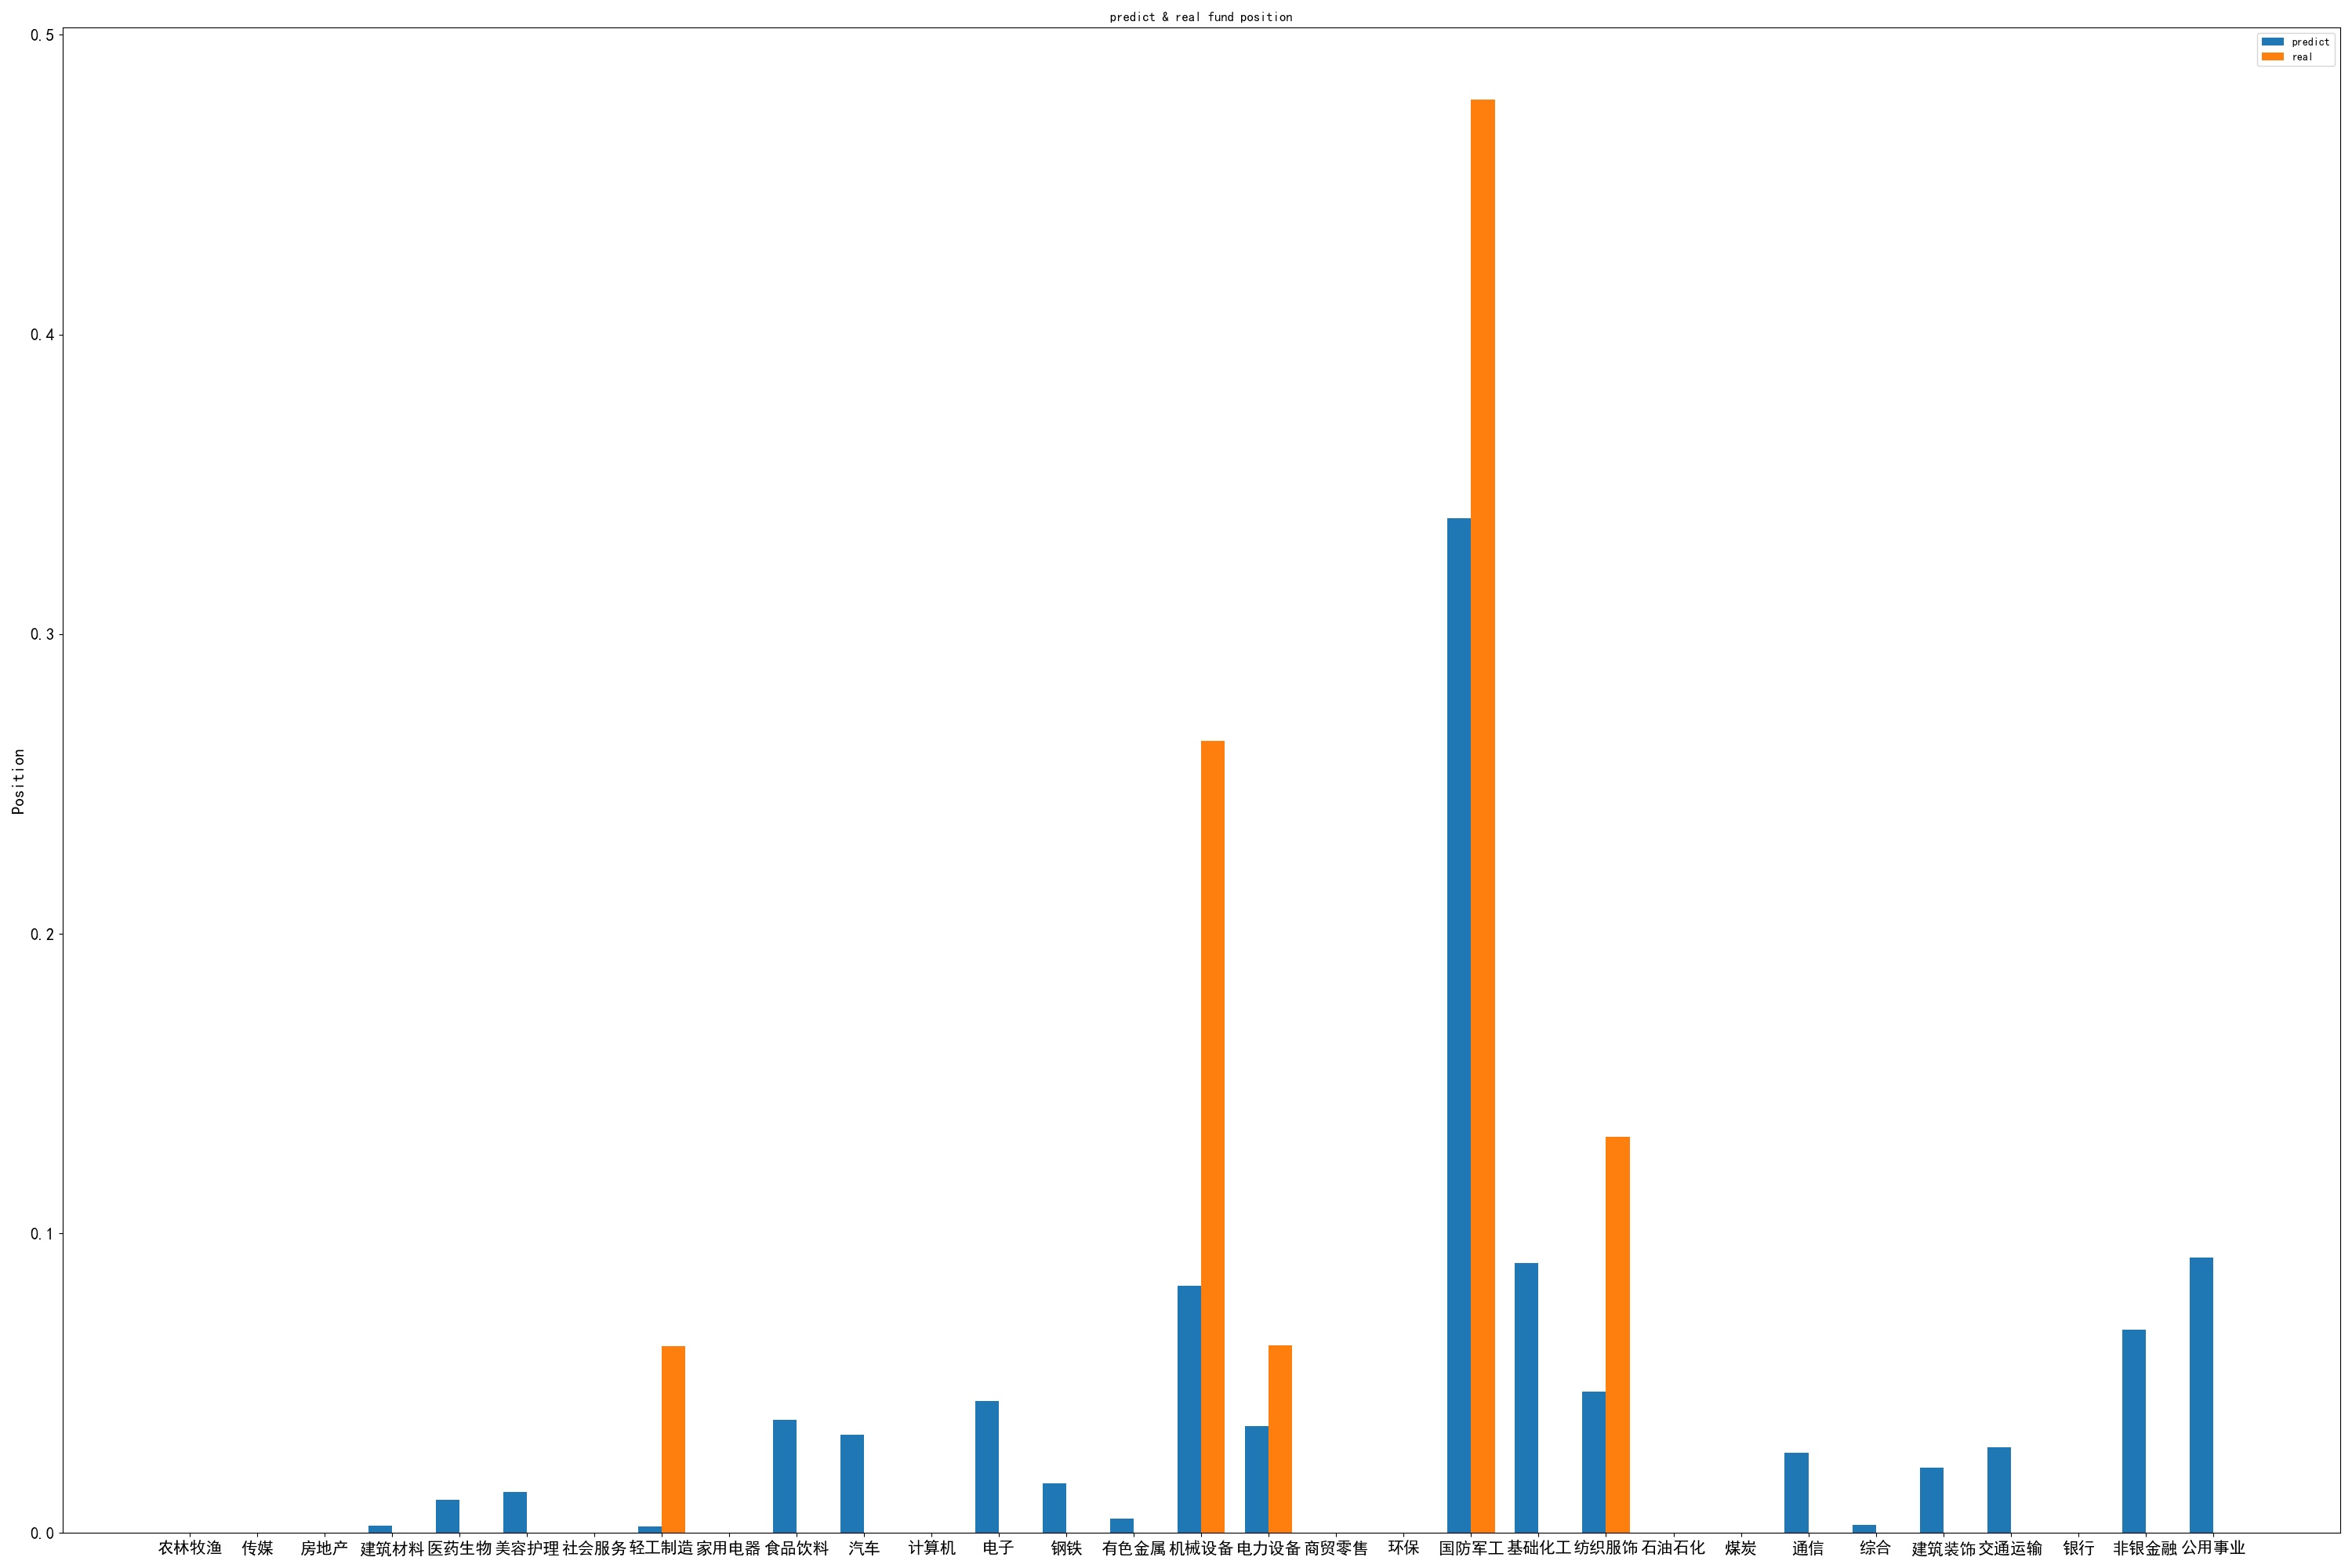 predict & real fund position
predict
real
0.5
0.4
0.3
0.2
0.1
0.0
Position
农林牧渔 传媒 房地产 建筑材料 医药生物 美容护理 社会服务 轻工制造 家用电器 食品饮料 汽车 计算机 电子 钢铁 有色金属 机械设备 电力设备 商贸零售 环保 国防军工 基础化工 纺织服饰 石油石化 煤炭 通信 综合 建筑装饰 交通运输 银行 非银金融 公用事业